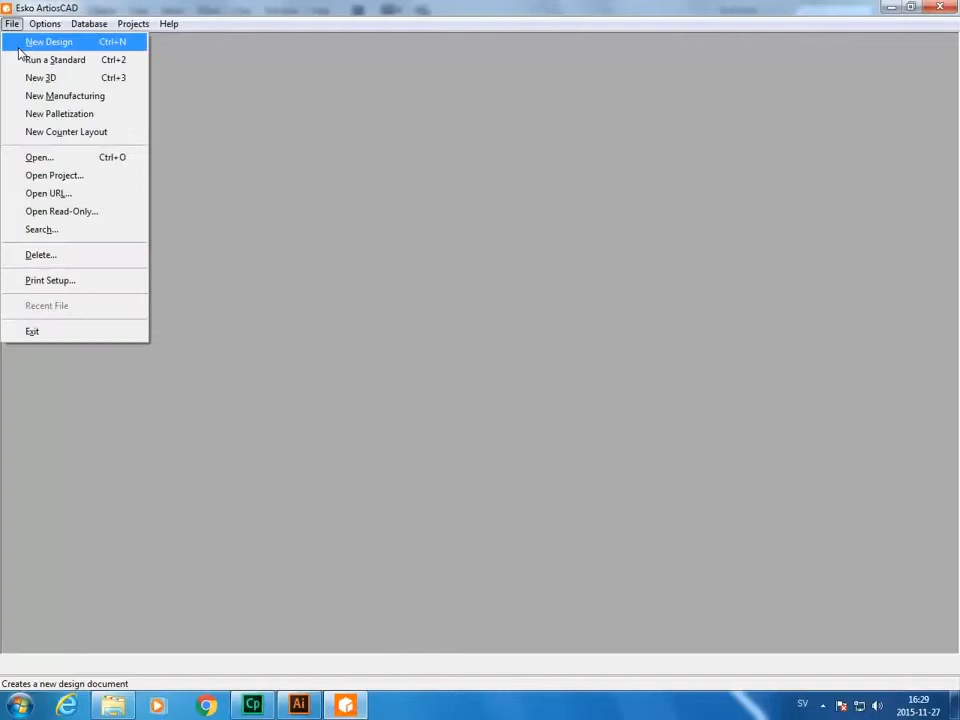 Esko ArtiosCAD
File Options Database Projects Help
New Design Ctrl+N
Run a Standard Ctrl+2
New 3D Ctrl+3
New Manufacturing
New Palletization
New Counter Layout
Open... Ctrl+O
Open Project...
Open URL...
Open Read-Only...
Search...
Delete...
Print Setup...
Recent File
Exit
Creates a new design document
Cp Ai SV 16:29
2015-11-27